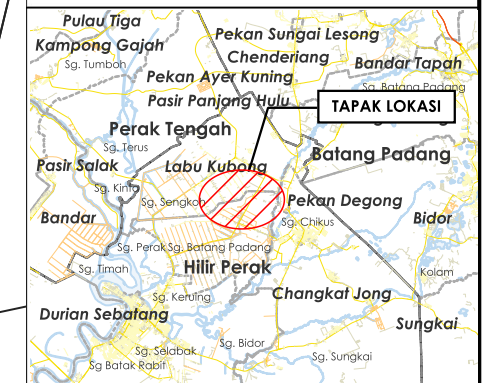 Pulau Tiga
Kampong Gajah
Sg. Tumboh
Pekan Sungai Lesong
Chenderiang
Bandar Tapah
Pekan Ayer Kuning
Sg. Batang Padang
Pasir Panjang Hulu
TAPAK LOKASI
Perak Tengah
Sg. Terus
Batang Padang
Pasir Salak
Labu Kubong
Sg. Kinta
Sg. Sengkoh
Pekan Degong
Bandar
Sg. Chikus
Bidor
Sg. Perak
Sg. Batang Padang
Sg. Timah
Hilir Perak
Kolam
Sg. Keruing
Changkat Jong
Durian Sebatang
Sungkai
Sg. Selabak
Sg. Bidor
Sg. Sungkai
Sg Batak Rabit